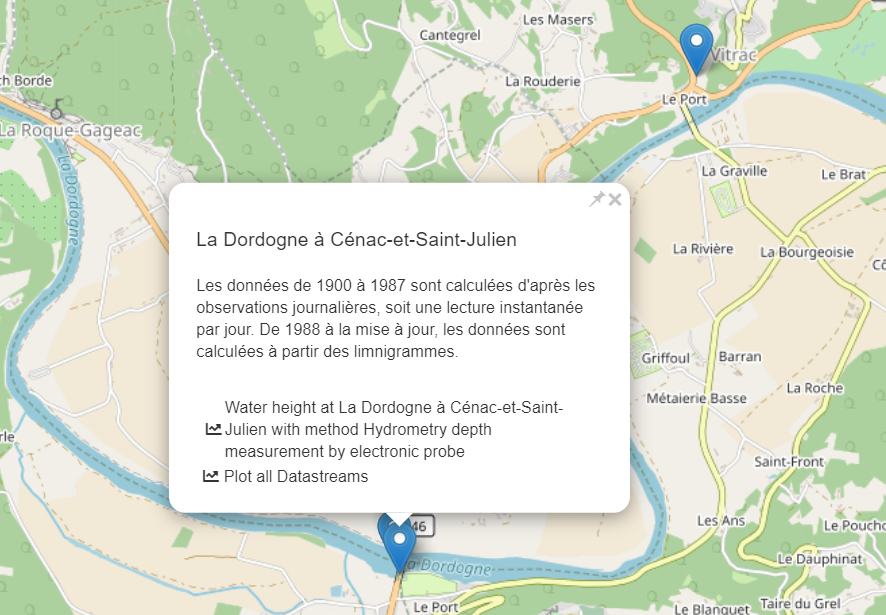 Les Masers
Cantegrel
Vitrac
La Rouderie
Borde
Le Port
La Roque-Gageac
La Dordogne
La Graville
Le Brat
La Rivière
La Bourgeoisie
La Dordogne à Cénac-et-Saint-Julien
Les données de 1900 à 1987 sont calculées d'après les
observations journalières, soit une lecture instantanée
par jour. De 1988 à la mise à jour, les données sont
calculées à partir des limnigrammes.
Water height at La Dordogne à Cénac-et-Saint-
Julien with method Hydrometry depth
measurement by electronic probe
Plot all Datastreams
Griffoul
Barran
Métairie Basse
La Roche
Saint-Front
Les Ans
46
Le Poucho
Le Dauphinat
La Dordogne
Le Port
Le Blanquet
Taire du Grel